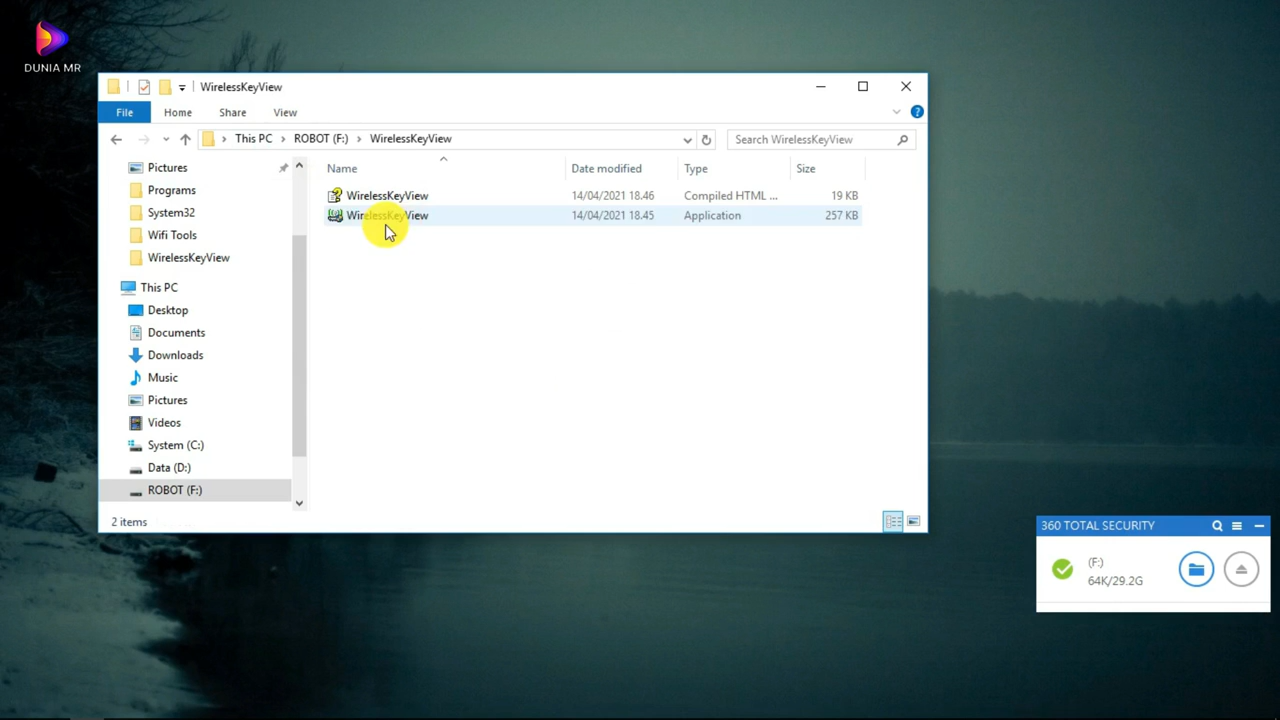 DUNIA MR
WirelessKeyView
File Home Share View
This PC ROBOT (F:) WirelessKeyView Search WirelessKeyView
Name Date modified Type Size
WirelessKeyView 14/04/2021 18.46 Compiled HTML ... 19 KB
WirelessKeyView 14/04/2021 18.45 Application 257 KB
Pictures
Programs
System32
Wifi Tools
WirelessKeyView
This PC
Desktop
Documents
Downloads
Music
Pictures
Videos
System (C:)
Data (D:)
ROBOT (F:)
2 items
360 TOTAL SECURITY
(F:)
64K/29.2G